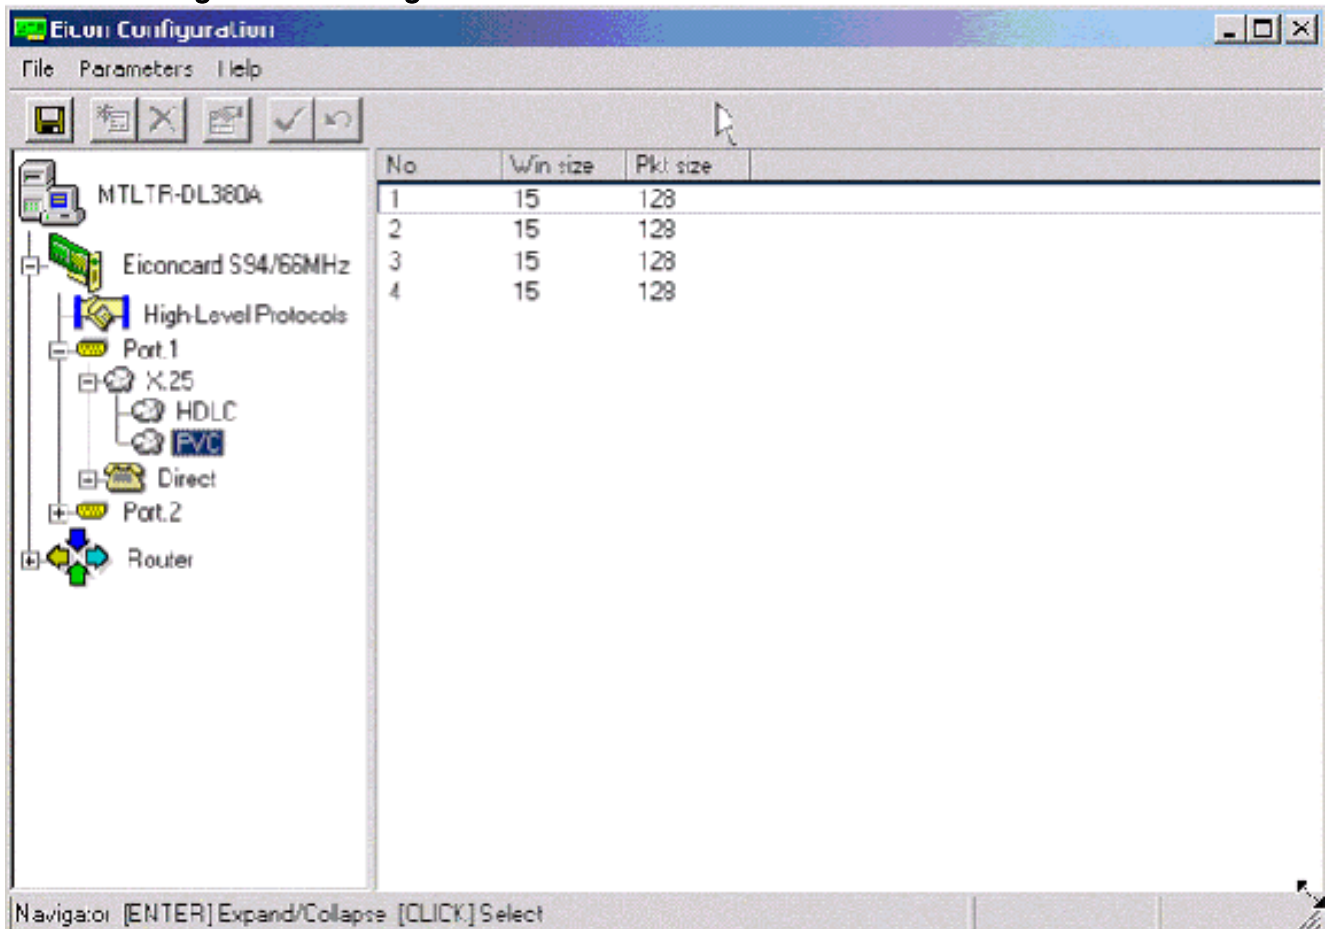 Eicon Configuration
File Parameters Help
No Win size Pkt size
MTLTR-DL380A
1 15 128
2 15 128
Eiconcard S94/66MHz
3 15 128
4 15 128
High-Level Protocols
Port.1
X.25
HDLC
PVC
Direct
Port.2
Router
Navigator [ENTER] Expand/Collapse [CLICK] Select